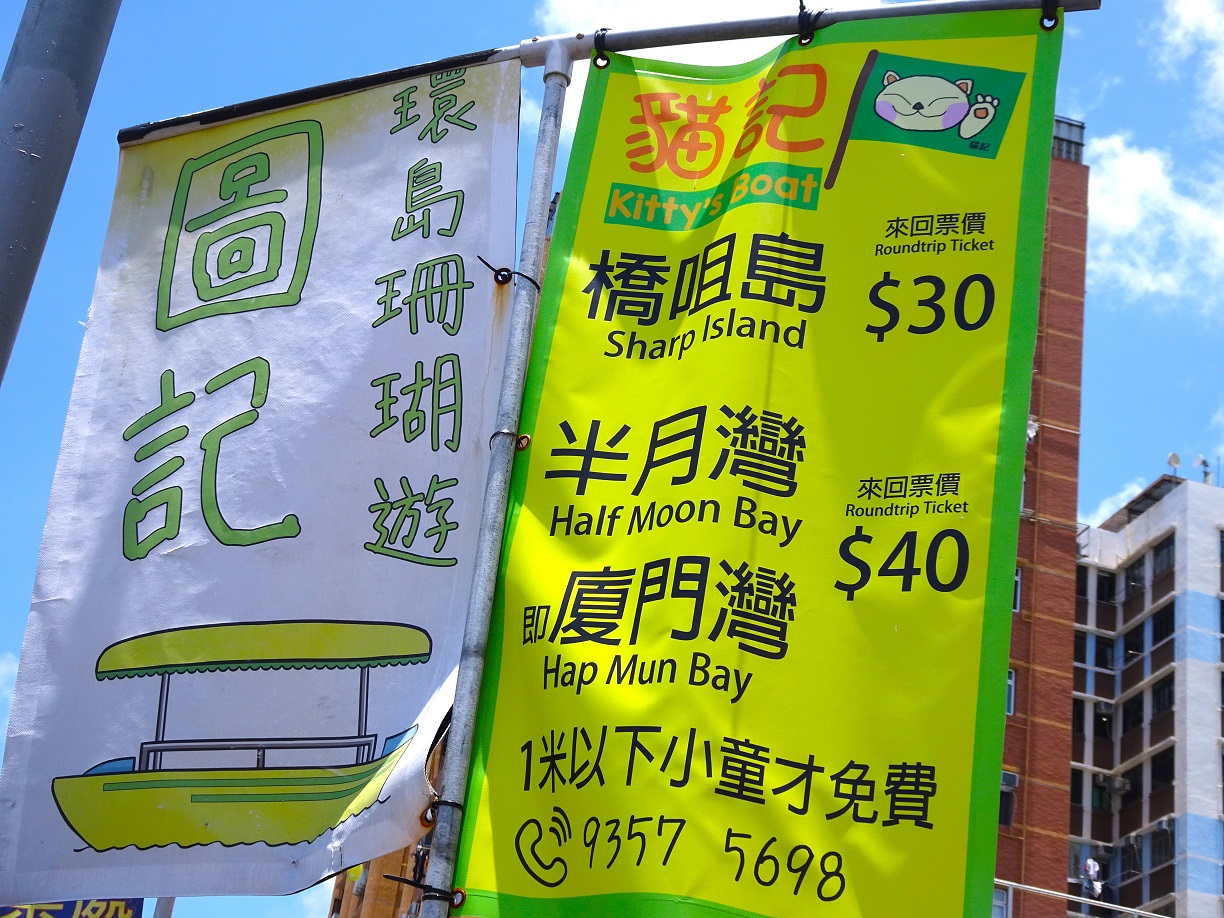 環島珊瑚遊
圖記
貓記
Kitty's Boat
貓記
橋咀島
Sharp Island
來回票價
Roundtrip Ticket
$30
半月灣
Half Moon Bay
來回票價
Roundtrip Ticket
$40
即廈門灣
Hap Mun Bay
1米以下小童才免費
9357 5698